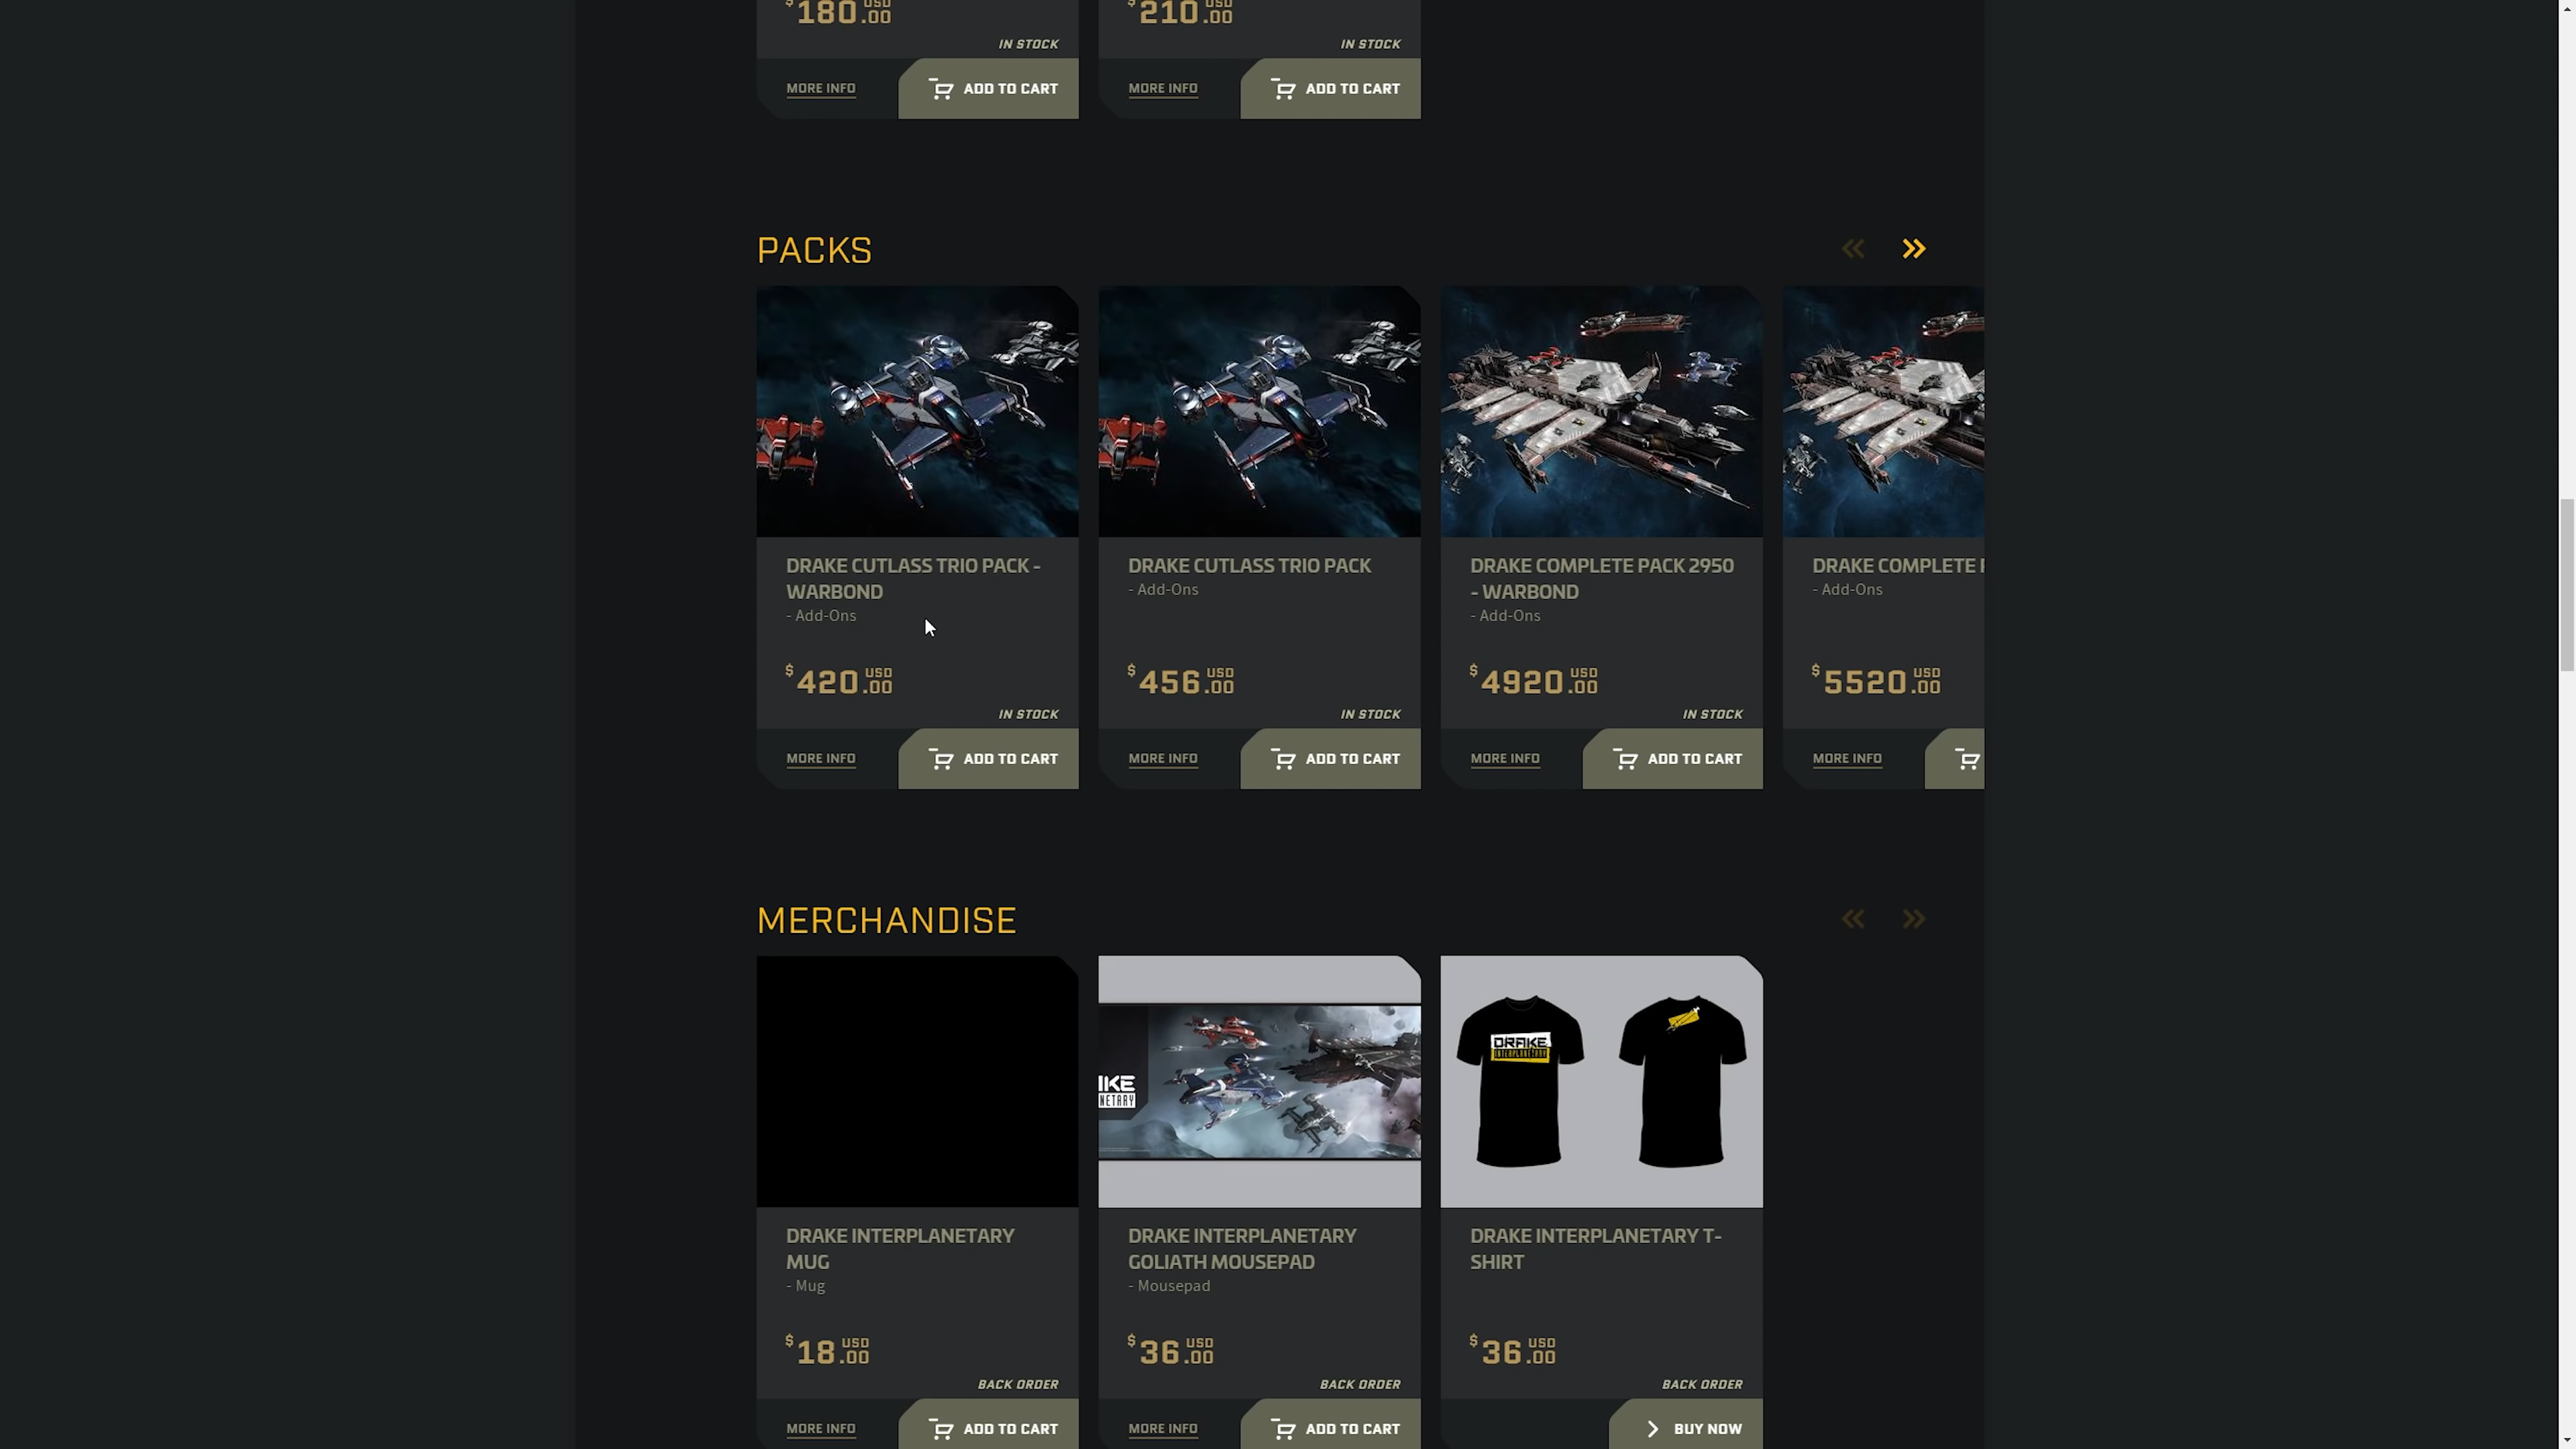 $180.00 USD
$210.00 USD
IN STOCK
IN STOCK
MORE INFO
ADD TO CART
MORE INFO
ADD TO CART
PACKS
DRAKE CUTLASS TRIO PACK -
WARBOND
- Add-Ons
$420.00 USD
IN STOCK
MORE INFO
ADD TO CART
DRAKE CUTLASS TRIO PACK
- Add-Ons
$456.00 USD
IN STOCK
MORE INFO
ADD TO CART
DRAKE COMPLETE PACK 2950
- WARBOND
- Add-Ons
$4920.00 USD
IN STOCK
MORE INFO
ADD TO CART
DRAKE COMPLETE
- Add-Ons
$5520.00 USD
MORE INFO
MERCHANDISE
IKE
NETARY
DRAKE
INTERPLANETARY
DRAKE INTERPLANETARY
MUG
- Mug
$18.00 USD
BACK ORDER
MORE INFO
ADD TO CART
DRAKE INTERPLANETARY
GOLIATH MOUSEPAD
- Mousepad
$36.00 USD
BACK ORDER
MORE INFO
ADD TO CART
DRAKE INTERPLANETARY T-
SHIRT
$36.00 USD
BACK ORDER
BUY NOW